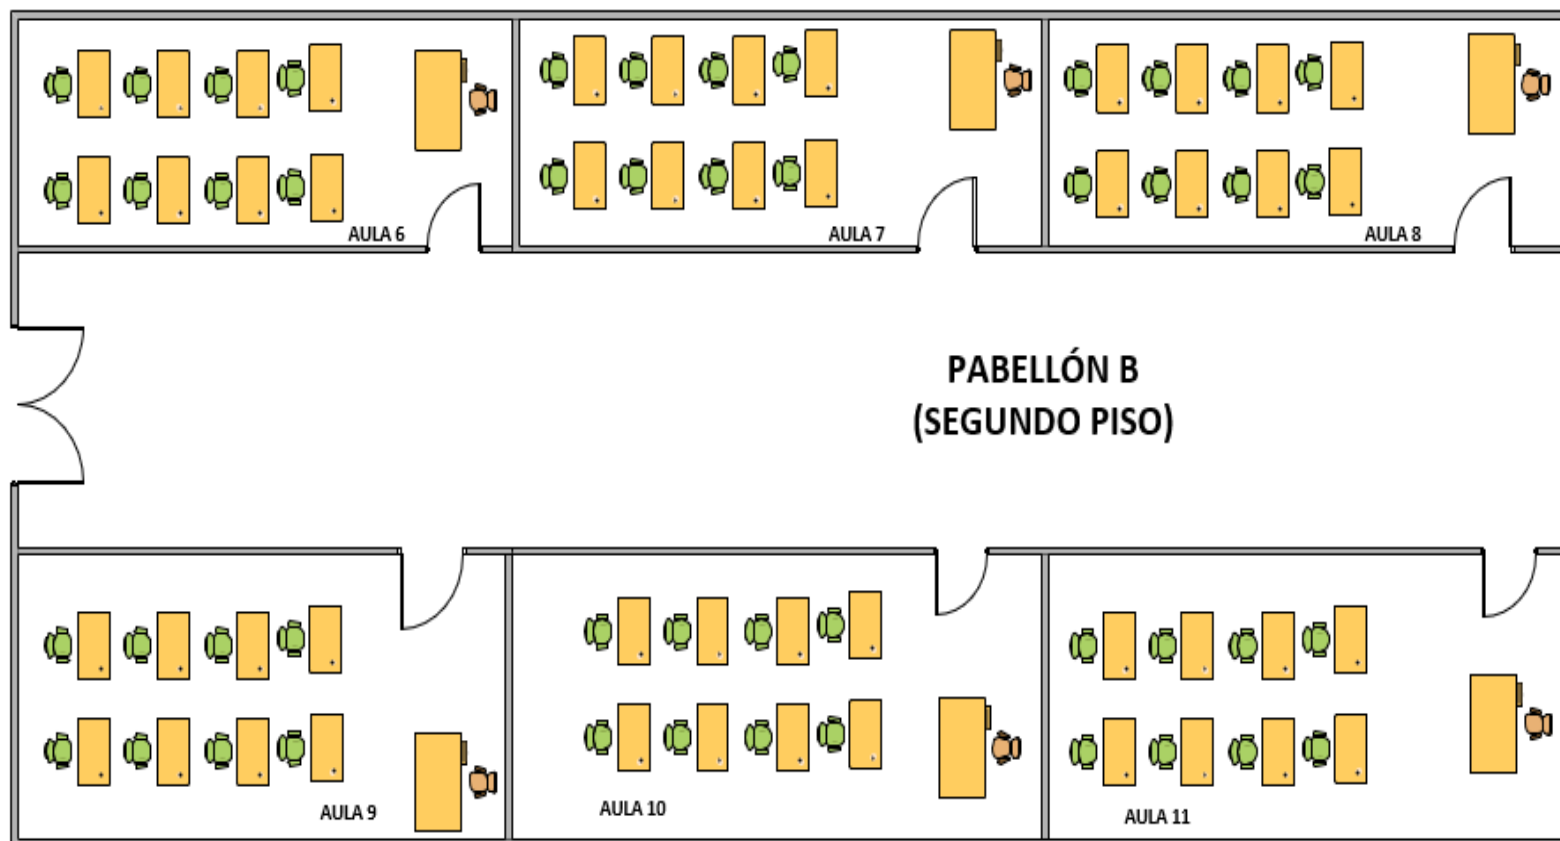 AULA 6
AULA 7
AULA 8
PABELLÓN B
(SEGUNDO PISO)
AULA 9
AULA 10
AULA 11